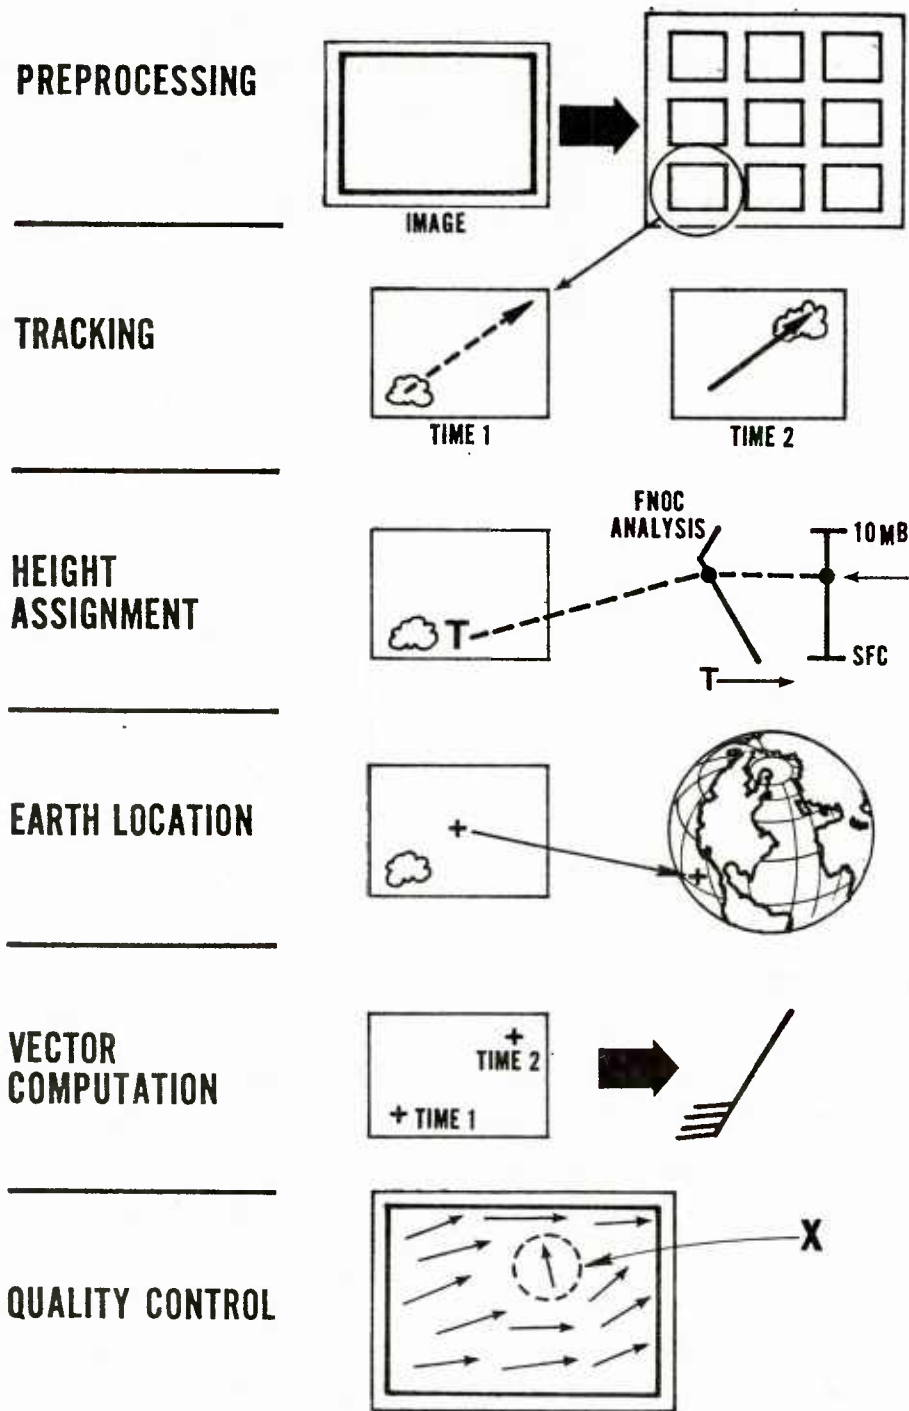 PREPROCESSING
IMAGE
TRACKING
TIME 1
TIME 2
HEIGHT
ASSIGNMENT
T
FNOC
ANALYSIS
10MB
SFC
T
EARTH LOCATION
VECTOR
COMPUTATION
TIME 2
TIME 1
QUALITY CONTROL
X